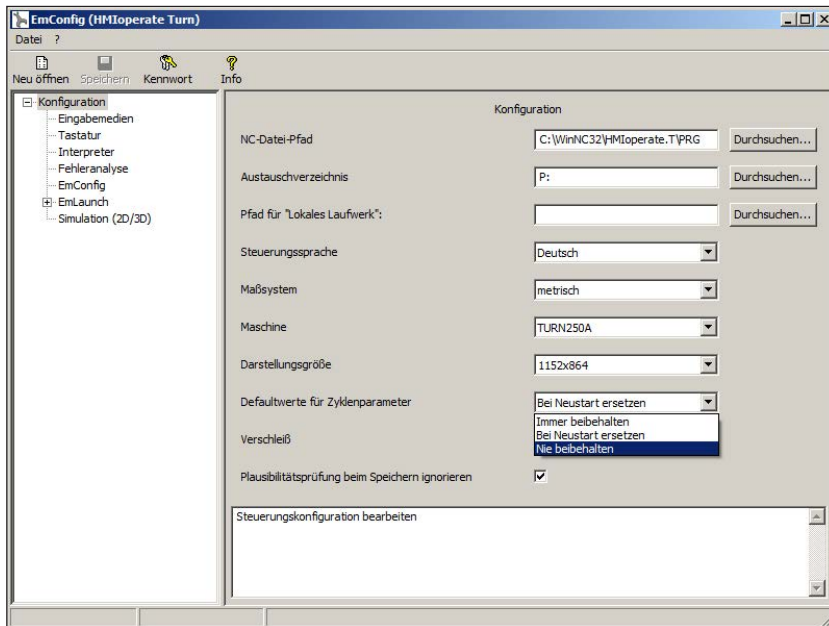 EmConfig (HMIoperate Turn)
Datei ?
Neu öffnen Speichern Kennwort Info
Konfiguration
Eingabemedien
Tastatur
Interpreter
Fehleranalyse
EmConfig
EmLaunch
Simulation (2D/3D)
Konfiguration
NC-Datei-Pfad C:\WinNC32\HMIoperate.T\PRG Durchsuchen...
Austauschverzeichnis P: Durchsuchen...
Pfad für "Lokales Laufwerk": Durchsuchen...
Steuerungssprache Deutsch
Maßsystem metrisch
Maschine TURN250A
Darstellungsgröße 1152x864
Defaultwerte für Zyklenparameter Bei Neustart ersetzen
Immer beibehalten
Bei Neustart ersetzen
Nie beibehalten
Verschleiß
Plausibilitätsprüfung beim Speichern ignorieren
Steuerungskonfiguration bearbeiten